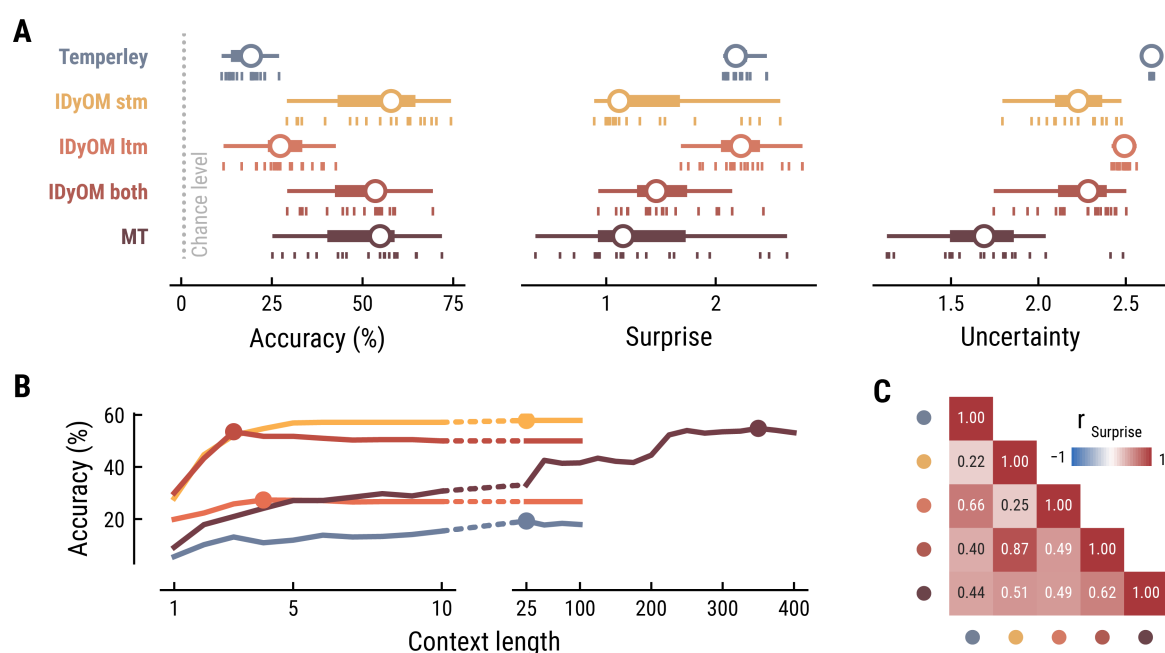 A
Temperley
IDyOM stm
IDyOM ltm
IDyOM both
MT
Chance level
0 25 50 75
Accuracy (%)
1 2
Surprise
1.5 2.0 2.5
Uncertainty
B
Accuracy (%)
60
40
20
1 5 10 25 100 200 300 400
Context length
C
r Surprise
−1 1
1.00
0.22 1.00
0.66 0.25 1.00
0.40 0.87 0.49 1.00
0.44 0.51 0.49 0.62 1.00